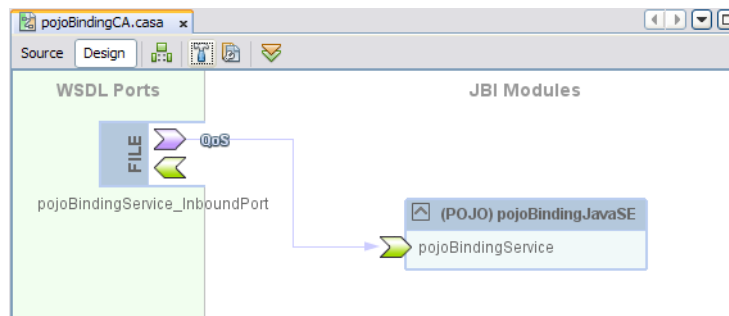 pojoBindingCA.casa x
Source Design
WSDL Ports
JBI Modules
FILE
QoS
pojoBindingService_InboundPort
(POJO) pojoBindingJavaSE
pojoBindingService